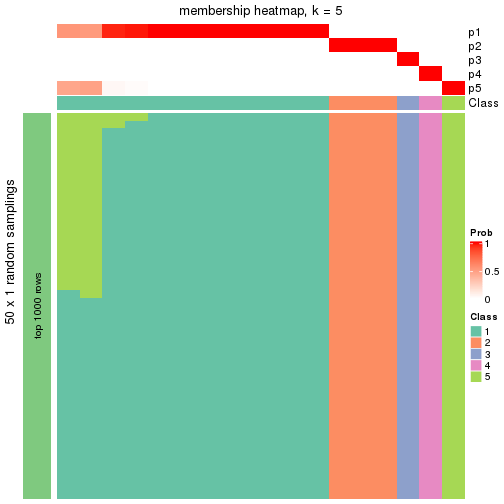 membership heatmap, k = 5
p1
p2
p3
p4
p5
Class
50 x 1 random samplings
top 1000 rows
Prob
1
0.5
0
Class
1
2
3
4
5